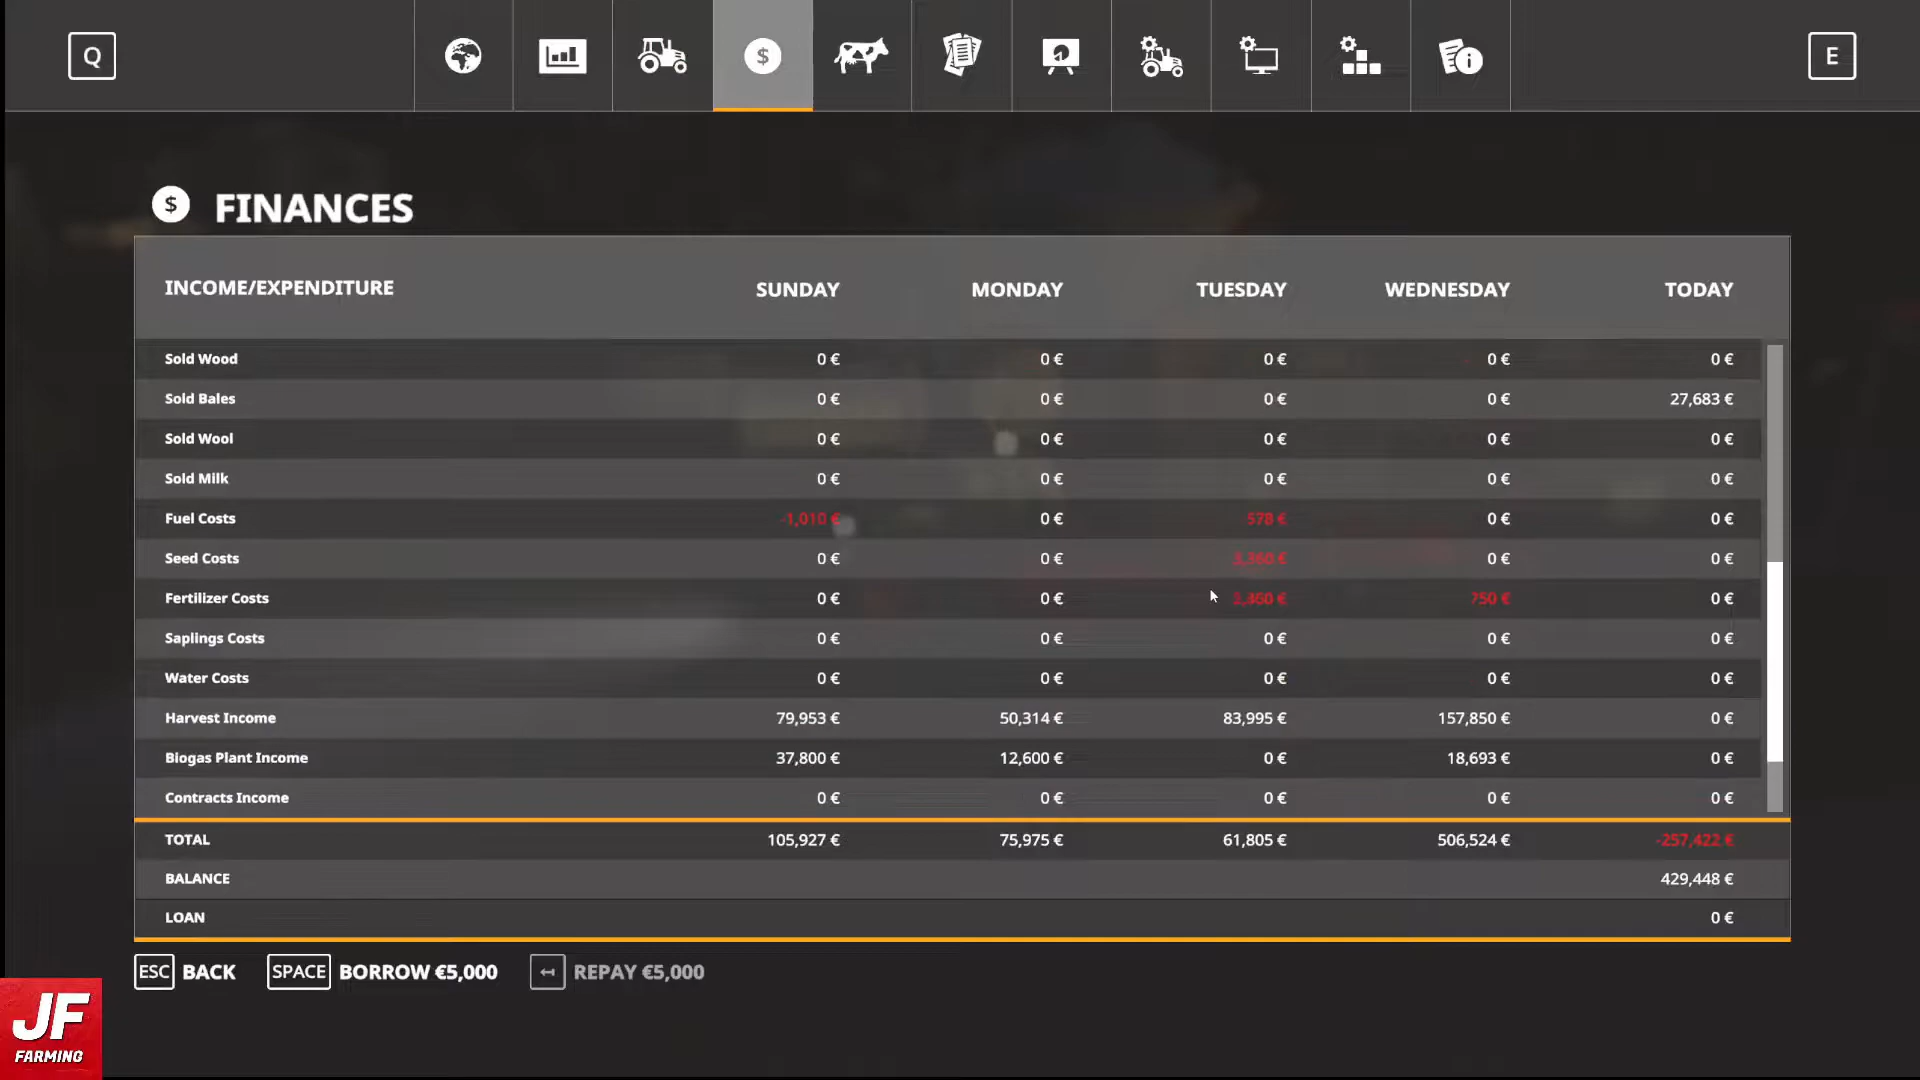 Q
E
$ FINANCES
INCOME/EXPENDITURE SUNDAY MONDAY TUESDAY WEDNESDAY TODAY
Sold Wood 0 € 0 € 0 € 0 € 0 €
Sold Bales 0 € 0 € 0 € 0 € 27,683 €
Sold Wool 0 € 0 € 0 € 0 € 0 €
Sold Milk 0 € 0 € 0 € 0 € 0 €
Fuel Costs -1,010 € 0 € 578 € 0 € 0 €
Seed Costs 0 € 0 € 3,360 € 0 € 0 €
Fertilizer Costs 0 € 0 € 3,360 € 750 € 0 €
Saplings Costs 0 € 0 € 0 € 0 € 0 €
Water Costs 0 € 0 € 0 € 0 € 0 €
Harvest Income 79,953 € 50,314 € 83,995 € 157,850 € 0 €
Biogas Plant Income 37,800 € 12,600 € 0 € 18,693 € 0 €
Contracts Income 0 € 0 € 0 € 0 € 0 €
TOTAL 105,927 € 75,975 € 61,805 € 506,524 € -257,422 €
BALANCE 429,448 €
LOAN 0 €
ESC BACK SPACE BORROW €5,000 REPAY €5,000
JF
FARMING